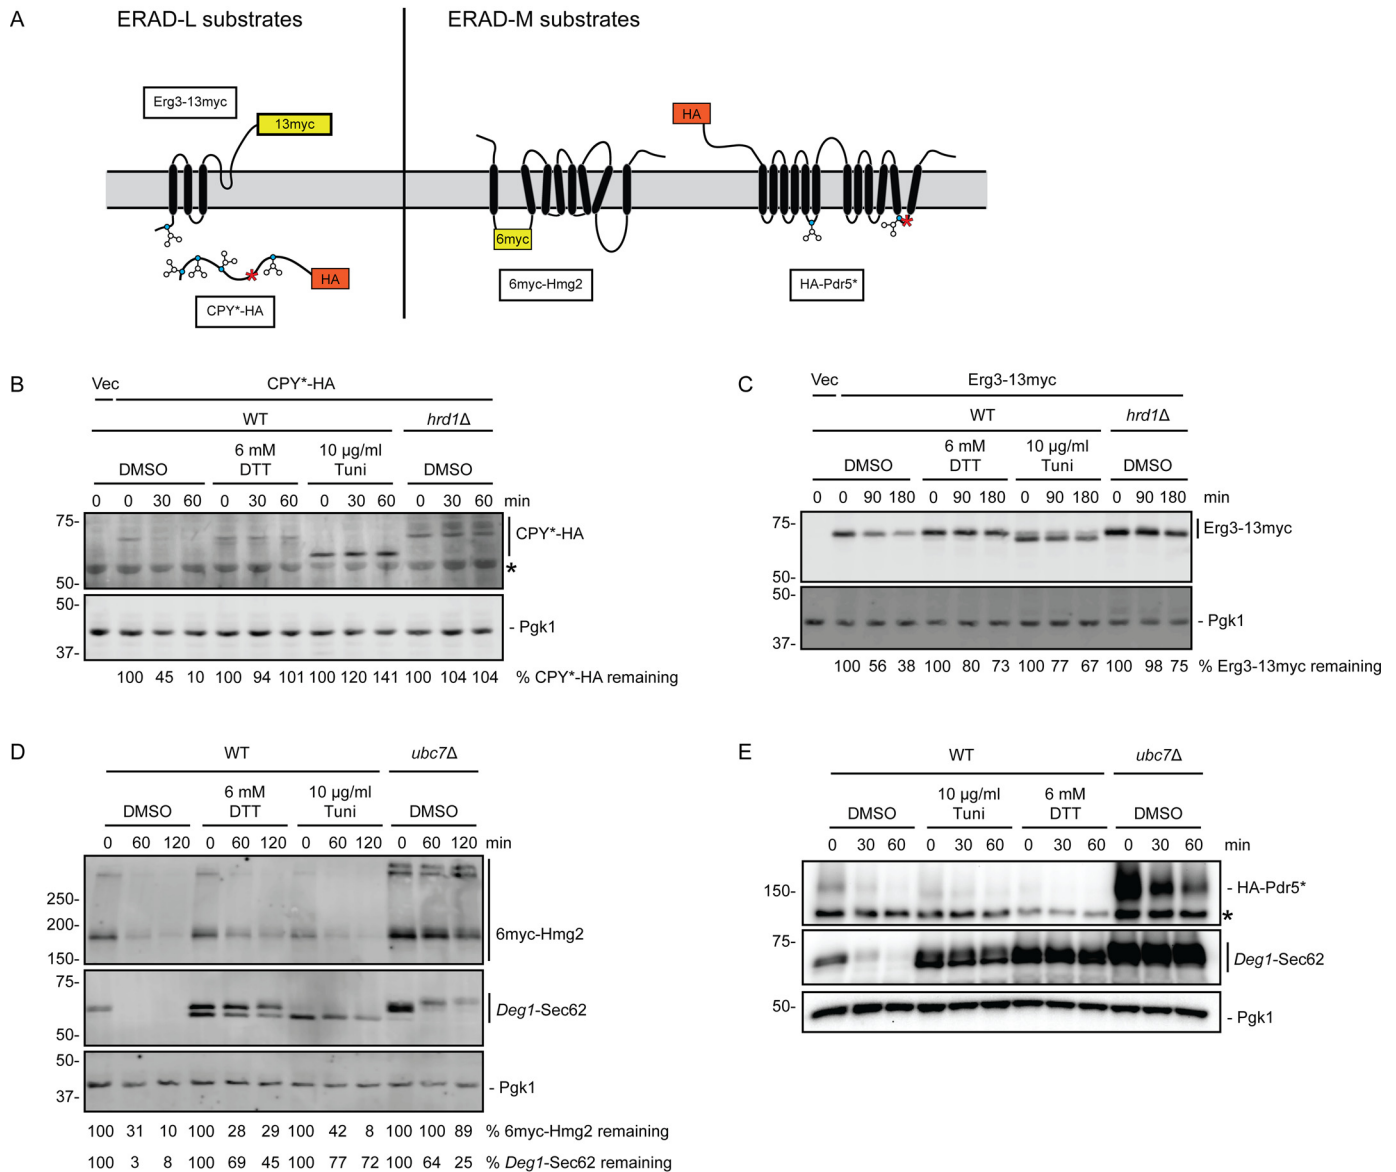 A
ERAD-L substrates
ERAD-M substrates
Erg3-13myc
13myc
HA
6myc
HA
CPY*-HA
6myc-Hmg2
HA-Pdr5*
B
Vec
CPY*-HA
WT
hrd1Δ
6 mM
10 µg/ml
DMSO
DTT
Tuni
DMSO
0 0 30 60 0 30 60 0 30 60 0 30 60 min
75-
CPY*-HA
*
50-
50-
- Pgk1
37-
100 45 10 100 94 101 100 120 141 100 104 104 % CPY*-HA remaining
C
Vec
Erg3-13myc
WT
hrd1Δ
6 mM
10 µg/ml
DMSO
DTT
Tuni
DMSO
0 0 90 180 0 90 180 0 90 180 0 90 180 min
75-
Erg3-13myc
50-
50-
- Pgk1
37-
100 56 38 100 80 73 100 77 67 100 98 75 % Erg3-13myc remaining
D
WT
ubc7Δ
6 mM
10 µg/ml
DMSO
DTT
Tuni
DMSO
0 60 120 0 60 120 0 60 120 0 60 120 min
250-
200-
6myc-Hmg2
150-
75-
Deg1-Sec62
50-
50-
- Pgk1
37-
100 31 10 100 28 29 100 42 8 100 100 89 % 6myc-Hmg2 remaining
100 3 8 100 69 45 100 77 72 100 64 25 % Deg1-Sec62 remaining
E
WT
ubc7Δ
10 µg/ml
6 mM
DMSO
Tuni
DTT
DMSO
0 30 60 0 30 60 0 30 60 0 30 60 min
150-
- HA-Pdr5*
*
75-
Deg1-Sec62
50-
- Pgk1